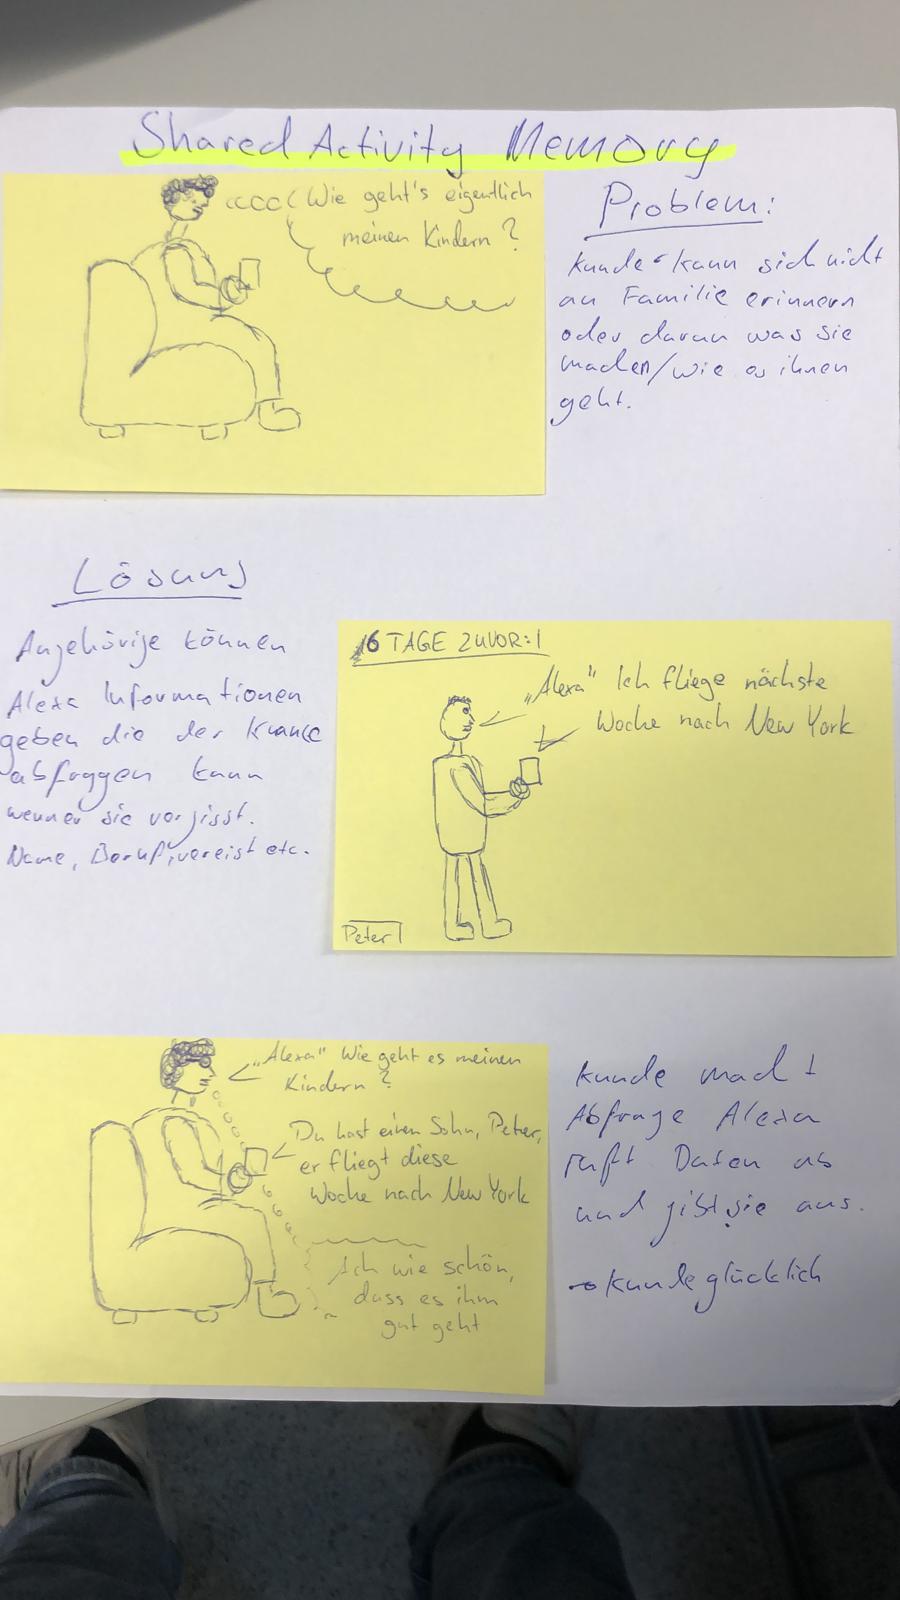 Shared Activity Memory
Wie geht's eigentlich
meinen Kindern?
Problem:
Kunde kann sich nicht
an Familie erinnern
oder daran was sie
machen/wie es ihnen
geht.
Lösung
Angehörige können
Alexa Informationen
geben die der Kunde
abfraggen kann
wenn er sie vergisst.
Name, Beruf, vereist etc.
6 TAGE ZUVOR:
„Alexa" Ich fliege nächste
Woche nach New York
Peter
„Alexa" Wie geht es meinen
Kindern?
Du hast einen Sohn, Peter,
er fliegt diese
Woche nach New York
Ach wie schön,
dass es ihm
gut geht
Kunde macht
Abfrage Alexa
ruft Daten ab
und gibt sie aus.
→ Kunde glücklich